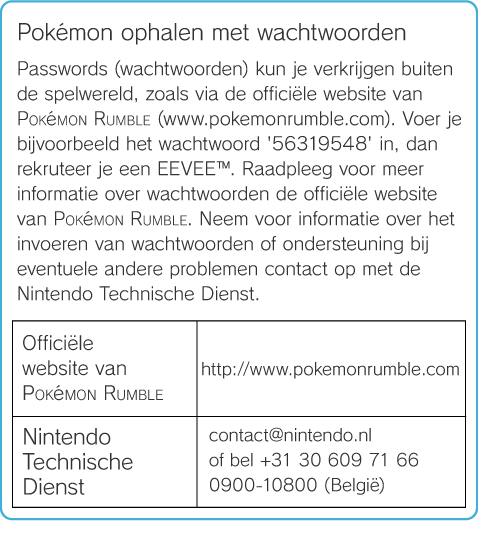 Pokémon ophalen met wachtwoorden
Passwords (wachtwoorden) kun je verkrijgen buiten
de spelwereld, zoals via de officiële website van
POKéMON RUMBLE (www.pokemonrumble.com). Voer je
bijvoorbeeld het wachtwoord '56319548' in, dan
rekruteer je een EEVEE™. Raadpleeg voor meer
informatie over wachtwoorden de officiële website
van POKéMON RUMBLE. Neem voor informatie over het
invoeren van wachtwoorden of ondersteuning bij
eventuele andere problemen contact op met de
Nintendo Technische Dienst.
Officiële
website van
POKéMON RUMBLE
http://www.pokemonrumble.com
Nintendo
Technische
Dienst
contact@nintendo.nl
of bel +31 30 609 71 66
0900-10800 (België)